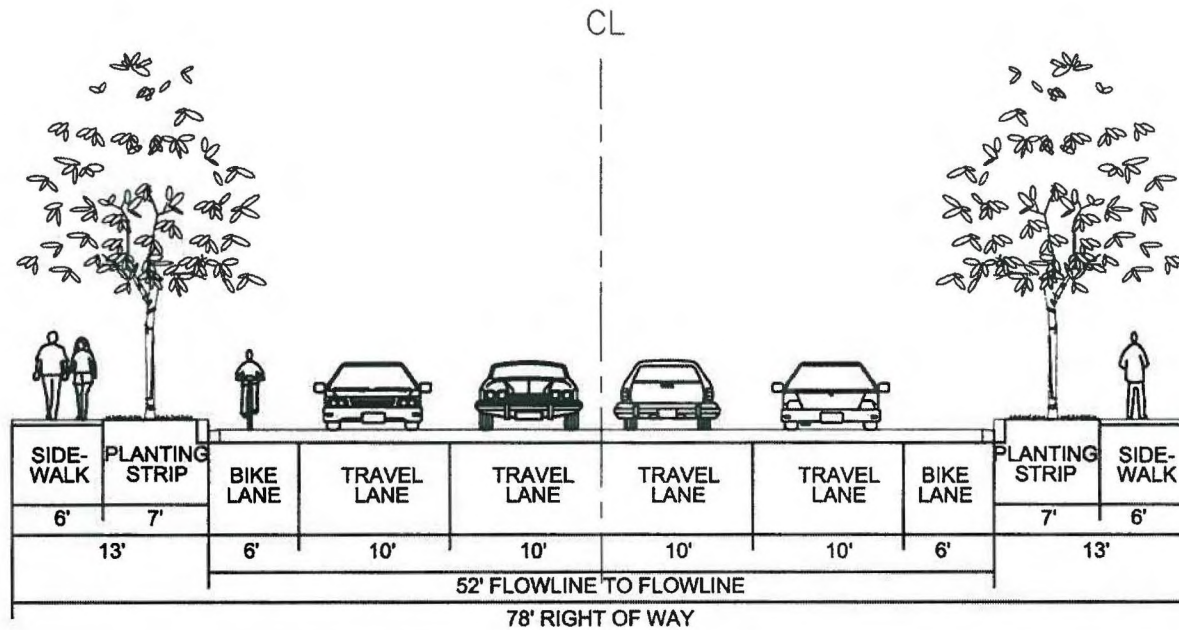 CL
SIDE-
WALK
PLANTING
STRIP
BIKE
LANE
TRAVEL
LANE
TRAVEL
LANE
TRAVEL
LANE
TRAVEL
LANE
BIKE
LANE
PLANTING
STRIP
SIDE-
WALK
6' 7' 7' 6'
13' 6' 10' 10' 10' 10' 6' 13'
52' FLOWLINE TO FLOWLINE
78' RIGHT OF WAY